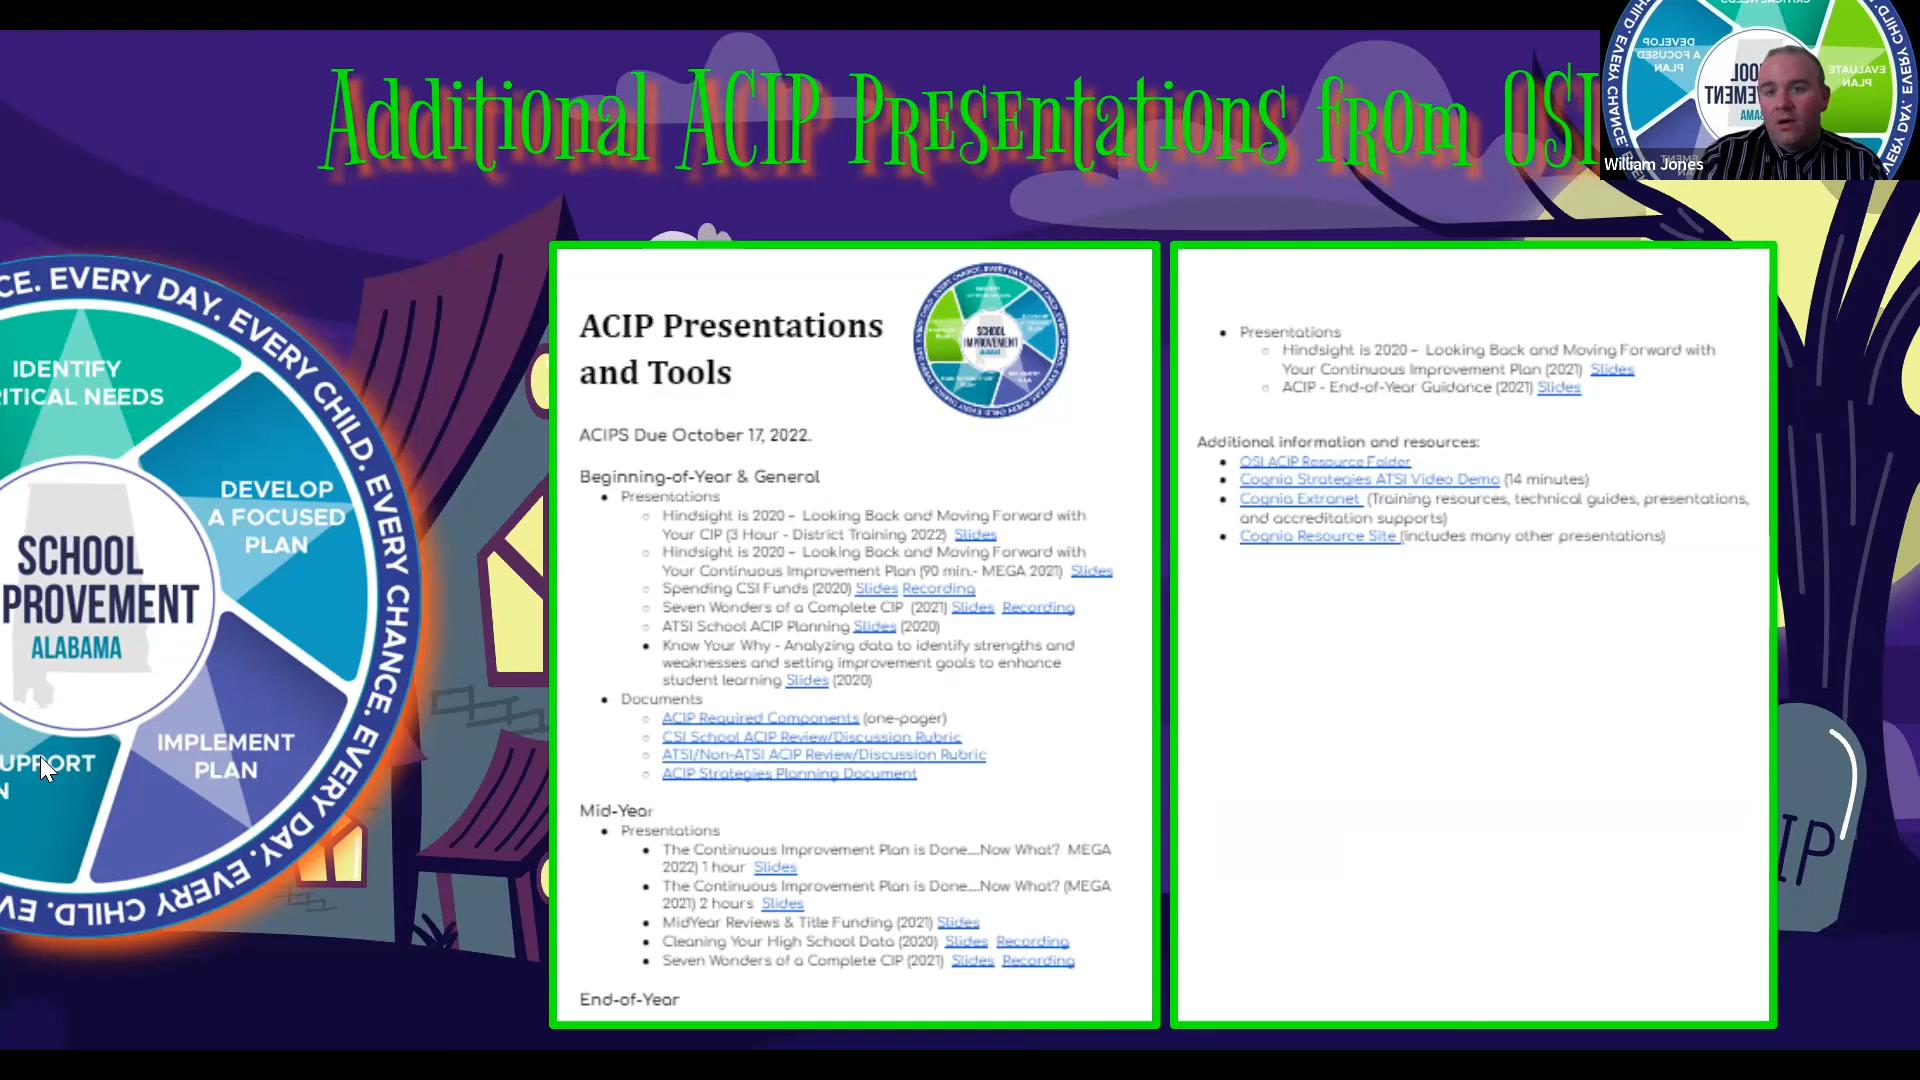 Additional ACIP Presentations from OSI
William Jones
EVERY DAY. EVERY CHILD. EVERY CHANCE. EVERY DAY. EVERY CHILD.
IDENTIFY
CRITICAL NEEDS
DEVELOP
A FOCUSED
PLAN
SCHOOL
IMPROVEMENT
ALABAMA
IMPLEMENT
PLAN
SUPPORT
ACIP Presentations
and Tools
SCHOOL
IMPROVEMENT
ACIPS Due October 17, 2022.
Beginning-of-Year & General
• Presentations
○ Hindsight is 2020 – Looking Back and Moving Forward with
Your CIP (3 Hour - District Training 2022) Slides
○ Hindsight is 2020 – Looking Back and Moving Forward with
Your Continuous Improvement Plan (90 min.- MEGA 2021) Slides
○ Spending CSI Funds (2020) Slides Recording
○ Seven Wonders of a Complete CIP (2021) Slides Recording
○ ATSI School ACIP Planning Slides (2020)
• Know Your Why - Analyzing data to identify strengths and
weaknesses and setting improvement goals to enhance
student learning Slides (2020)
• Documents
○ ACIP Required Components (one-pager)
○ CSI School ACIP Review/Discussion Rubric
○ ATSI/Non-ATSI ACIP Review/Discussion Rubric
○ ACIP Strategies Planning Document
Mid-Year
• Presentations
• The Continuous Improvement Plan is Done....Now What? MEGA
2022) 1 hour Slides
• The Continuous Improvement Plan is Done....Now What? (MEGA
2021) 2 hours Slides
• MidYear Reviews & Title Funding (2021) Slides
• Cleaning Your High School Data (2020) Slides Recording
• Seven Wonders of a Complete CIP (2021) Slides Recording
End-of-Year
• Presentations
○ Hindsight is 2020 – Looking Back and Moving Forward with
Your Continuous Improvement Plan (2021) Slides
○ ACIP - End-of-Year Guidance (2021) Slides
Additional information and resources:
• OSI ACIP Resource Folder
• Cognia Strategies ATSI Video Demo (14 minutes)
• Cognia Extranet (Training resources, technical guides, presentations,
and accreditation supports)
• Cognia Resource Site (includes many other presentations)